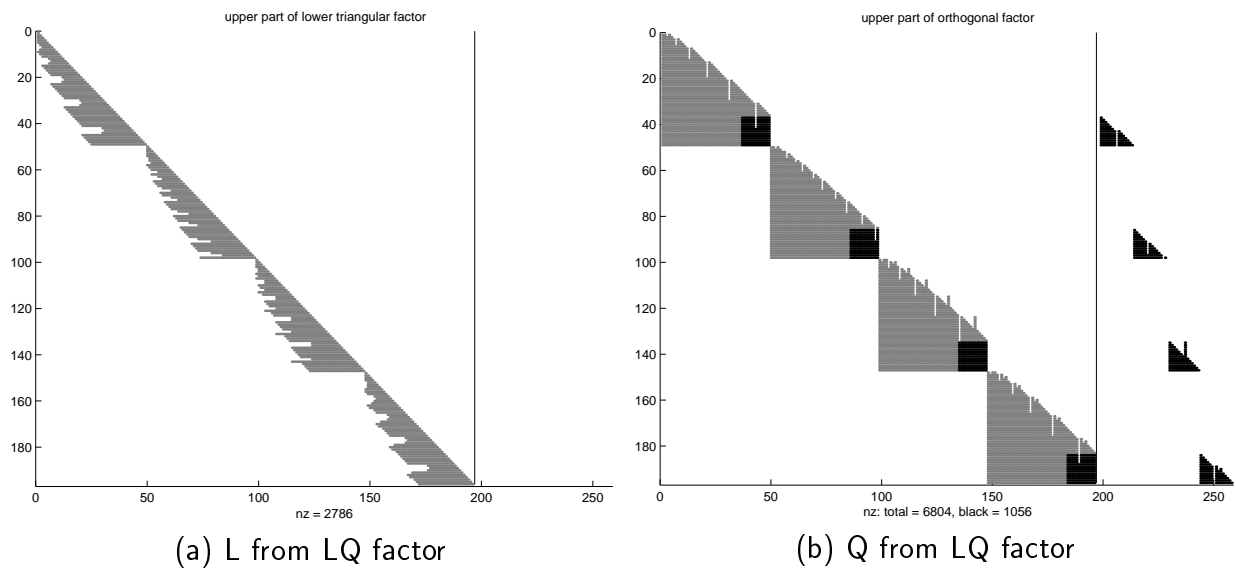 upper part of lower triangular factor
0
20
40
60
80
100
120
140
160
180
0 50 100 150 200 250
nz = 2786
(a) L from LQ factor
upper part of orthogonal factor
0
20
40
60
80
100
120
140
160
180
0 50 100 150 200 250
nz: total = 6804, black = 1056
(b) Q from LQ factor